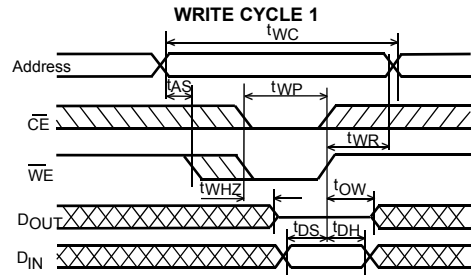 WRITE CYCLE 1
tWC
Address
tAS
tWP
CE
tWR
WE
tWHZ
tOW
DOUT
tDS
tDH
DIN